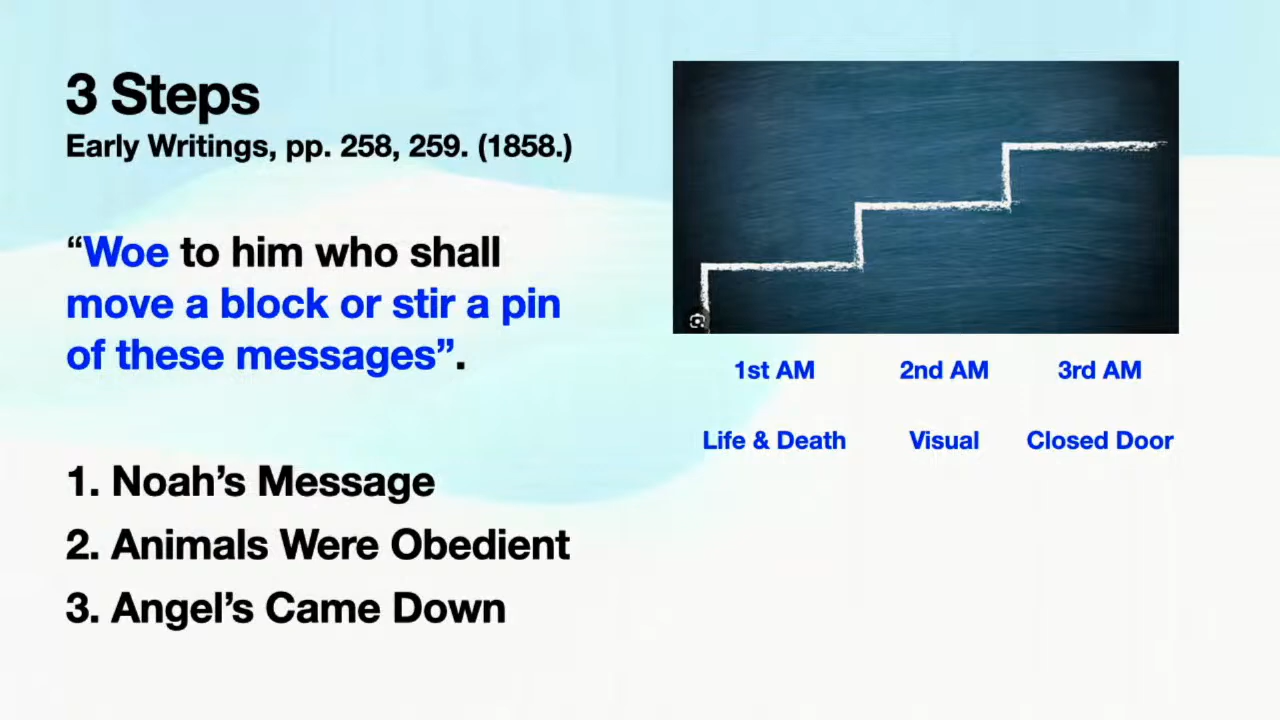 3 Steps
Early Writings, pp. 258, 259. (1858.)
“Woe to him who shall
move a block or stir a pin
of these messages”.
1. Noah’s Message
2. Animals Were Obedient
3. Angel’s Came Down
1st AM 2nd AM 3rd AM
Life & Death Visual Closed Door